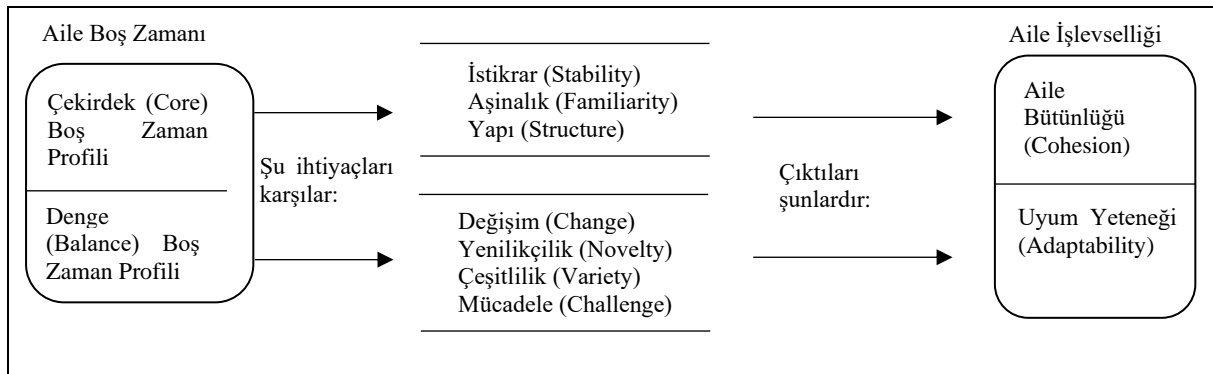 Aile Boş Zamanı
Çekirdek (Core)
Boş Zaman
Profili
Denge
(Balance) Boş
Zaman Profili
Şu ihtiyaçları
karşılar:
İstikrar (Stability)
Aşinalık (Familiarity)
Yapı (Structure)
Değişim (Change)
Yenilikçilik (Novelty)
Çeşitlilik (Variety)
Mücadele (Challenge)
Çıktıları
şunlardır:
Aile İşlevselliği
Aile
Bütünlüğü
(Cohesion)
Uyum Yeteneği
(Adaptability)